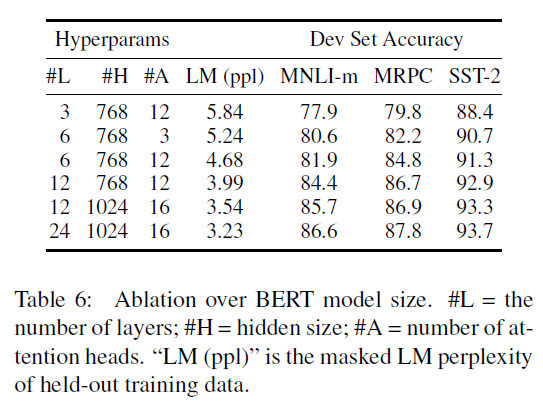 Hyperparams Dev Set Accuracy
#L #H #A LM (ppl) MNLI-m MRPC SST-2
3 768 12 5.84 77.9 79.8 88.4
6 768 3 5.24 80.6 82.2 90.7
6 768 12 4.68 81.9 84.8 91.3
12 768 12 3.99 84.4 86.7 92.9
12 1024 16 3.54 85.7 86.9 93.3
24 1024 16 3.23 86.6 87.8 93.7
Table 6: Ablation over BERT model size. #L = the
number of layers; #H = hidden size; #A = number of at-
tention heads. “LM (ppl)” is the masked LM perplexity
of held-out training data.